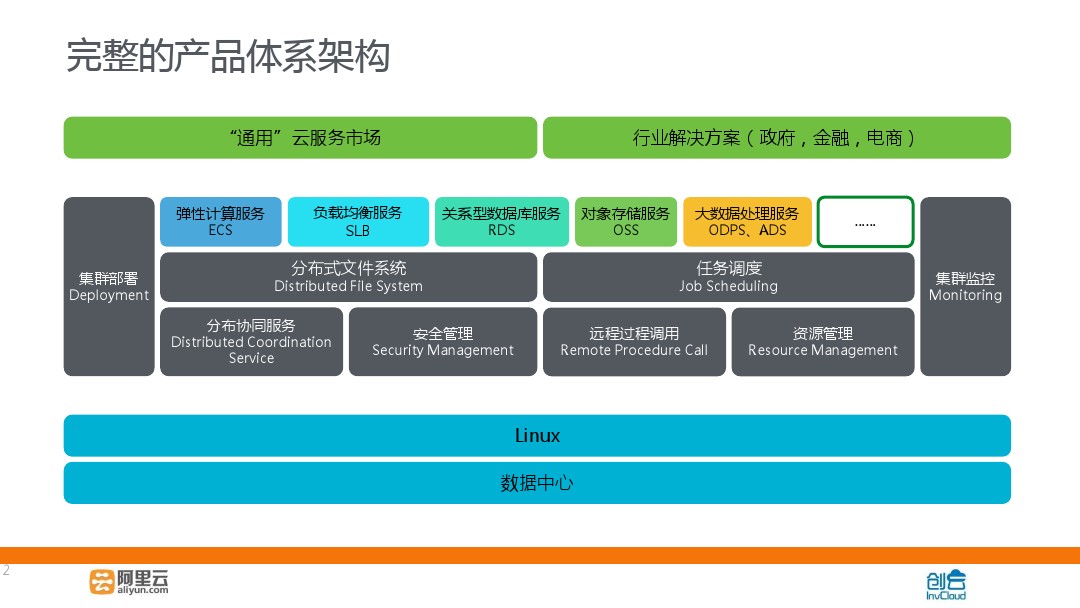 完整的产品体系架构
“通用”云服务市场
行业解决方案（政府，金融，电商）
集群部署
Deployment
弹性计算服务
ECS
负载均衡服务
SLB
关系型数据库服务
RDS
对象存储服务
OSS
大数据处理服务
ODPS、ADS
……
集群监控
Monitoring
分布式文件系统
Distributed File System
任务调度
Job Scheduling
分布协同服务
Distributed Coordination
Service
安全管理
Security Management
远程过程调用
Remote Procedure Call
资源管理
Resource Management
Linux
数据中心
2
阿里云
aliyun.com
创云
InvCloud